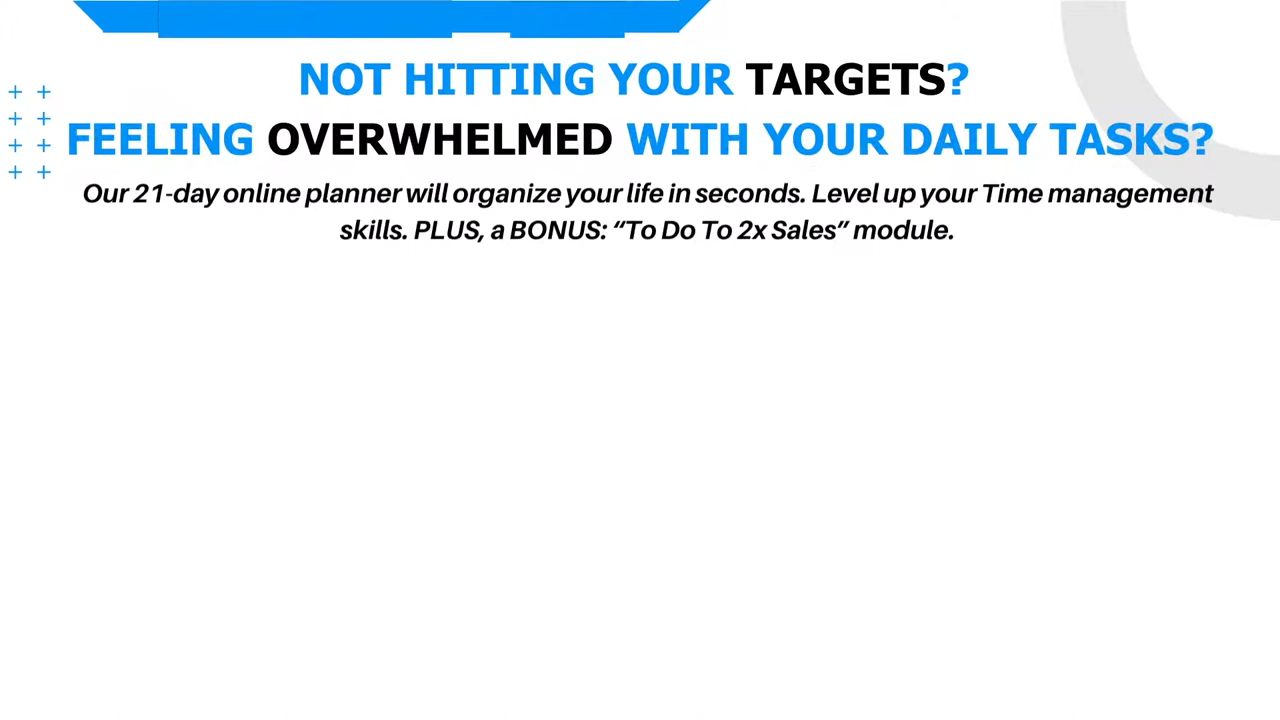 NOT HITTING YOUR TARGETS?
FEELING OVERWHELMED WITH YOUR DAILY TASKS?
Our 21-day online planner will organize your life in seconds. Level up your Time management
skills. PLUS, a BONUS: “To Do To 2x Sales” module.